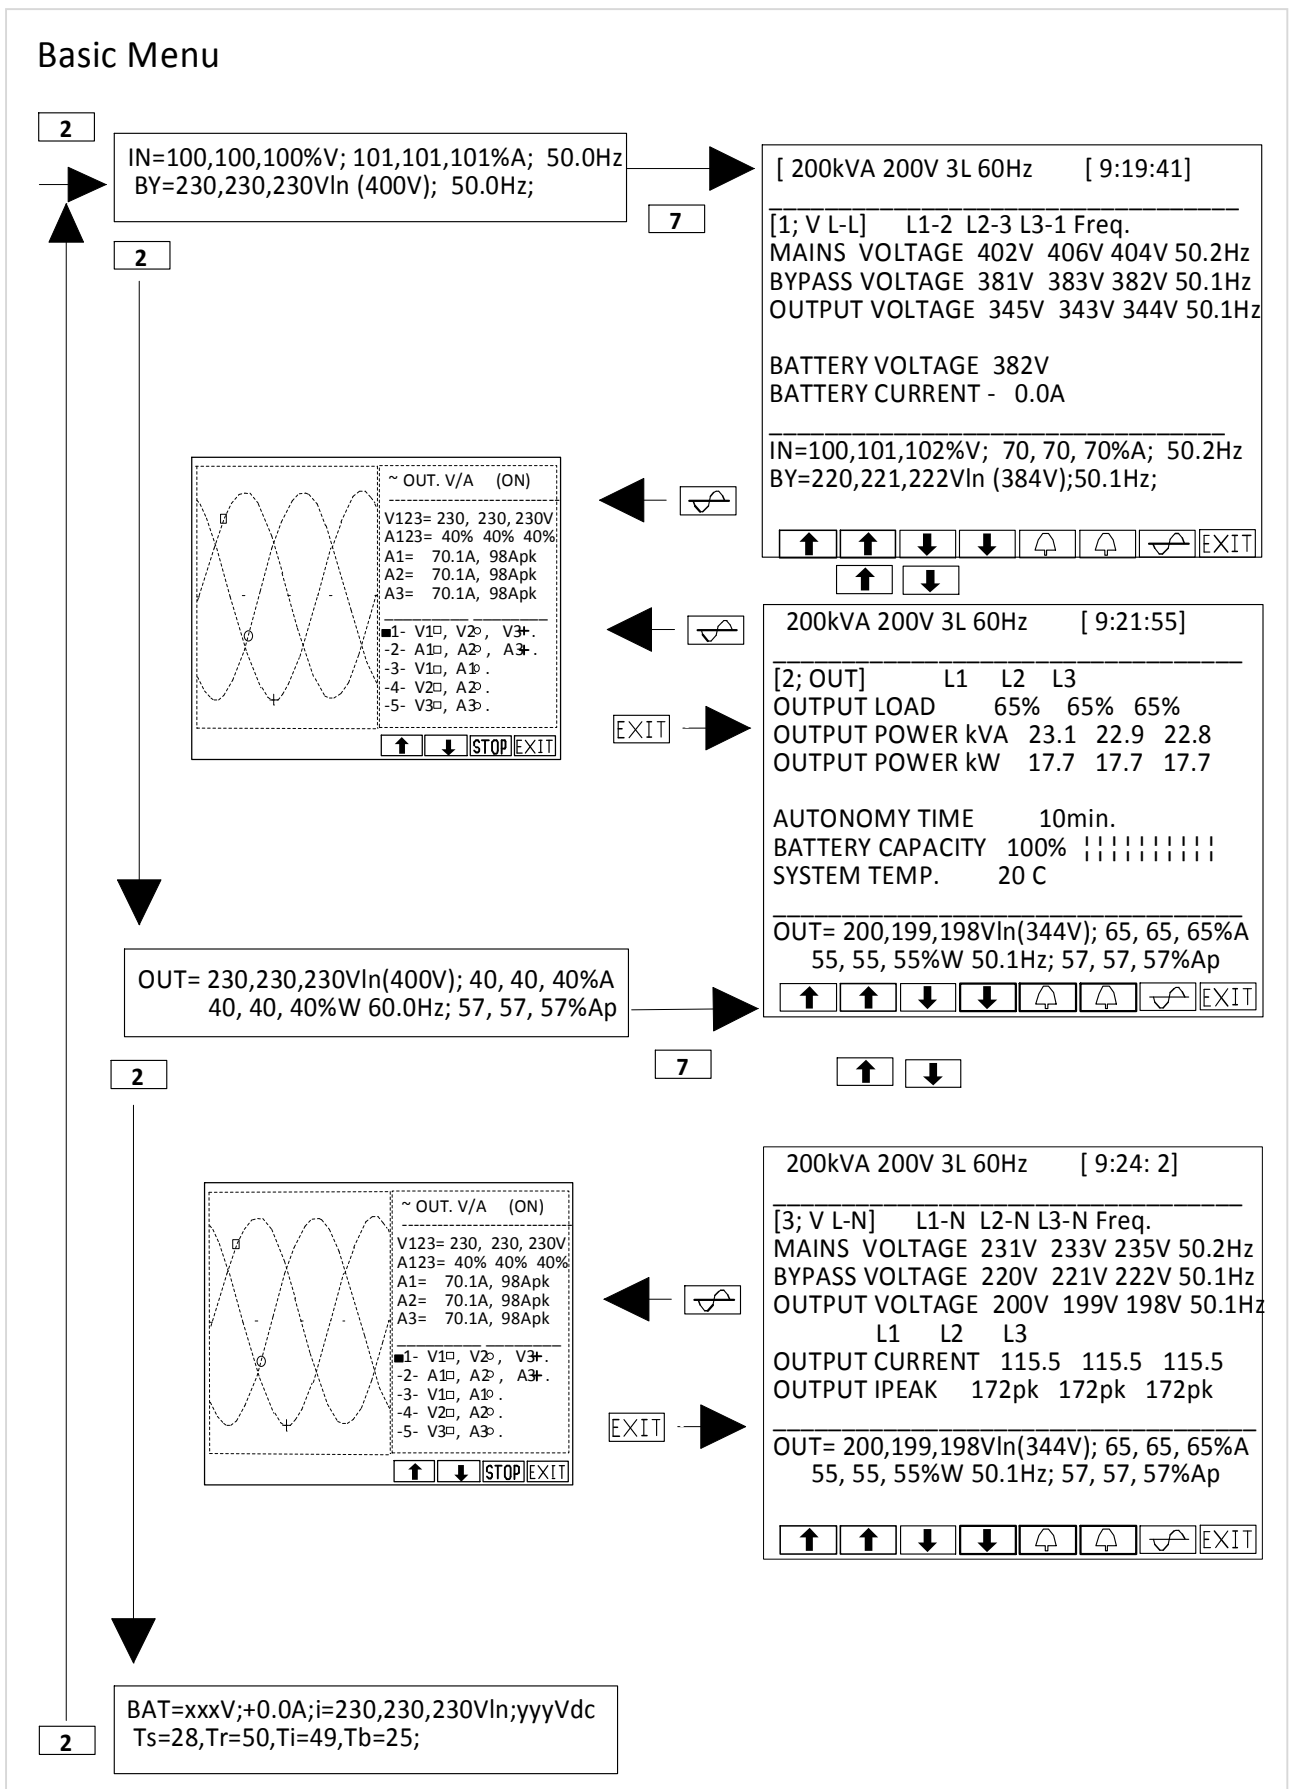 Basic Menu
2
IN=100,100,100%V; 101,101,101%A; 50.0Hz
BY=230,230,230Vln (400V); 50.0Hz;
7
2
[ 200kVA 200V 3L 60Hz [ 9:19:41]
[1; V L-L] L1-2 L2-3 L3-1 Freq.
MAINS VOLTAGE 402V 406V 404V 50.2Hz
BYPASS VOLTAGE 381V 383V 382V 50.1Hz
OUTPUT VOLTAGE 345V 343V 344V 50.1Hz
BATTERY VOLTAGE 382V
BATTERY CURRENT - 0.0A
IN=100,101,102%V; 70, 70, 70%A; 50.2Hz
BY=220,221,222Vln (384V);50.1Hz;
EXIT
~ OUT. V/A (ON)
V123= 230, 230, 230V
A123= 40% 40% 40%
A1= 70.1A, 98Apk
A2= 70.1A, 98Apk
A3= 70.1A, 98Apk
■1- V1□, V2○, V3+.
-2- A1□, A2○, A3+.
-3- V1□, A1○.
-4- V2□, A2○.
-5- V3□, A3○.
STOP EXIT
EXIT
200kVA 200V 3L 60Hz [ 9:21:55]
[2; OUT] L1 L2 L3
OUTPUT LOAD 65% 65% 65%
OUTPUT POWER kVA 23.1 22.9 22.8
OUTPUT POWER kW 17.7 17.7 17.7
AUTONOMY TIME 10min.
BATTERY CAPACITY 100% ¦¦¦¦¦¦¦¦¦¦
SYSTEM TEMP. 20 C
OUT= 200,199,198Vln(344V); 65, 65, 65%A
55, 55, 55%W 50.1Hz; 57, 57, 57%Ap
EXIT
OUT= 230,230,230Vln(400V); 40, 40, 40%A
40, 40, 40%W 60.0Hz; 57, 57, 57%Ap
7
2
200kVA 200V 3L 60Hz [ 9:24: 2]
[3; V L-N] L1-N L2-N L3-N Freq.
MAINS VOLTAGE 231V 233V 235V 50.2Hz
BYPASS VOLTAGE 220V 221V 222V 50.1Hz
OUTPUT VOLTAGE 200V 199V 198V 50.1Hz
L1 L2 L3
OUTPUT CURRENT 115.5 115.5 115.5
OUTPUT IPEAK 172pk 172pk 172pk
OUT= 200,199,198Vln(344V); 65, 65, 65%A
55, 55, 55%W 50.1Hz; 57, 57, 57%Ap
EXIT
~ OUT. V/A (ON)
V123= 230, 230, 230V
A123= 40% 40% 40%
A1= 70.1A, 98Apk
A2= 70.1A, 98Apk
A3= 70.1A, 98Apk
■1- V1□, V2○, V3+.
-2- A1□, A2○, A3+.
-3- V1□, A1○.
-4- V2□, A2○.
-5- V3□, A3○.
STOP EXIT
EXIT
BAT=xxxV;+0.0A;i=230,230,230Vln;yyyVdc
Ts=28,Tr=50,Ti=49,Tb=25;
2